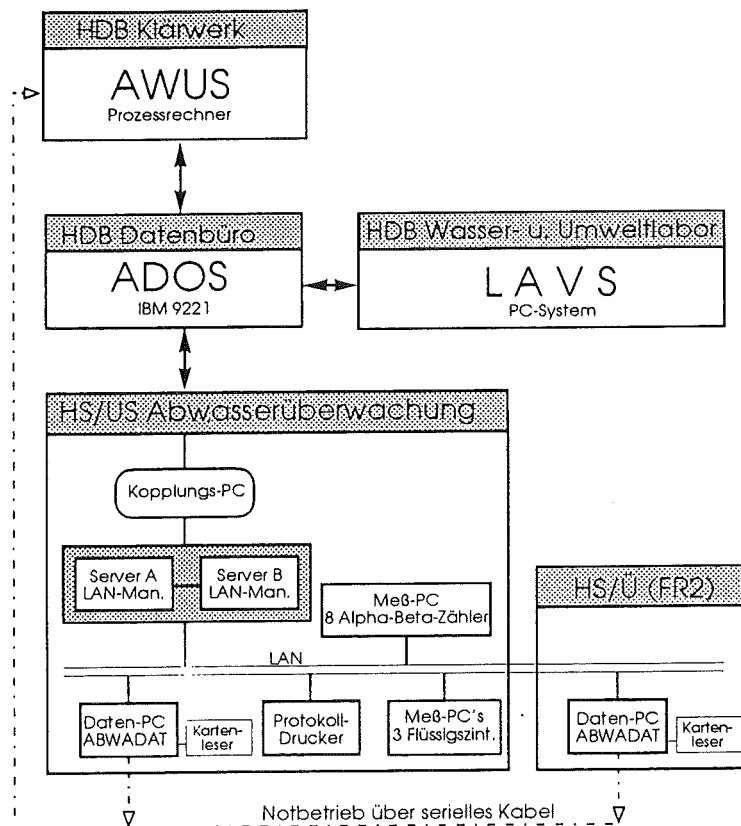 HDB Klärwerk
AWUS
Prozessrechner
HDB Datenbüro
ADOS
IBM 9221
HDB Wasser- u. Umweltlabor
LAVS
PC-System
HS/US Abwasserüberwachung
Kopplungs-PC
Server A
LAN-Man.
Server B
LAN-Man.
Meß-PC
8 Alpha-Beta-Zähler
HS/Ü (FR2)
LAN
Daten-PC
ABWADAT
Karten-
leser
Protokoll-
Drucker
Meß-PC's
3 Flüssigszint.
Daten-PC
ABWADAT
Karten-
leser
Notbetrieb über serielles Kabel